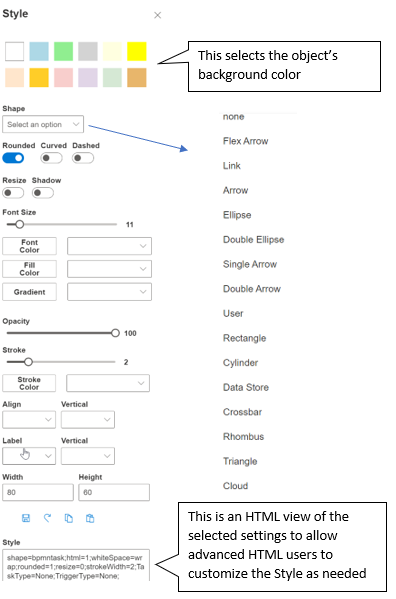 Style
This selects the object's
background color
Shape
Select an option
Rounded Curved Dashed
Resize Shadow
Font Size
11
Font
Color
Fill
Color
Gradient
Opacity
100
Stroke
2
Stroke
Color
Align Vertical
Label Vertical
Width Height
80 60
Style
shape=bpmntask;html=1;whiteSpace=wr
ap;rounded=1;resize=0;strokeWidth=2;Ta
skType=None;TriggerType=None;
none
Flex Arrow
Link
Arrow
Ellipse
Double Ellipse
Single Arrow
Double Arrow
User
Rectangle
Cylinder
Data Store
Crossbar
Rhombus
Triangle
Cloud
This is an HTML view of the
selected settings to allow
advanced HTML users to
customize the Style as needed